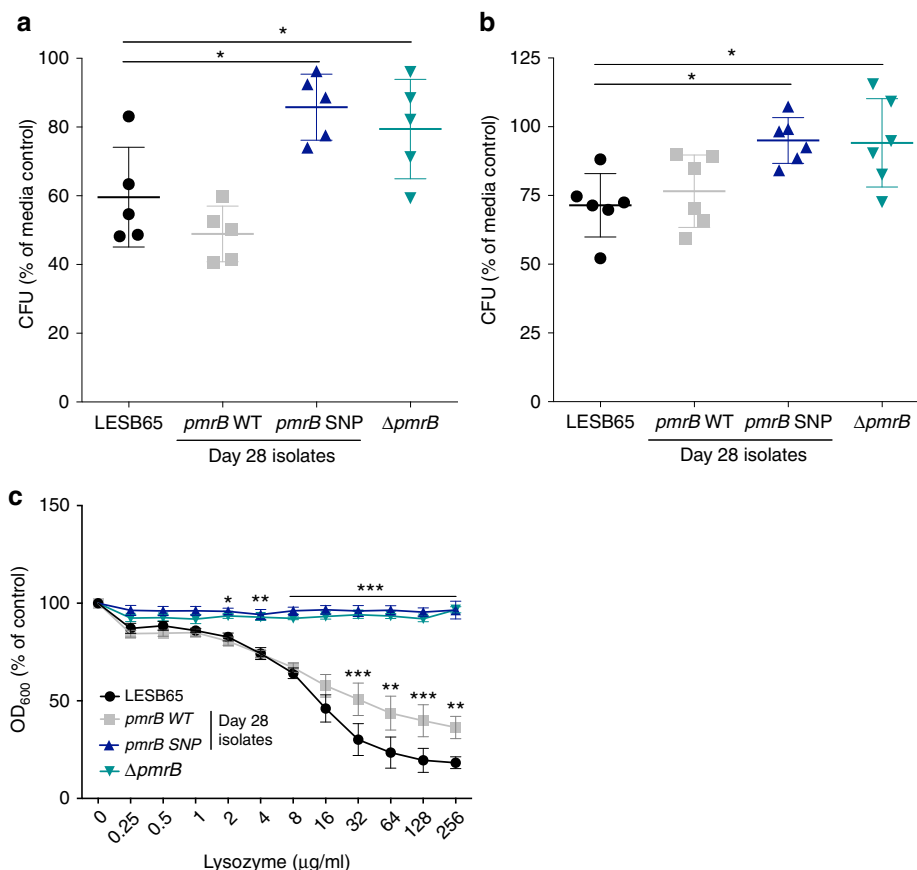 a
*
*
100
80
60
40
20
0
CFU (% of media control)
LESB65
pmrB WT
pmrB SNP
ΔpmrB
Day 28 isolates
b
*
*
125
100
75
50
25
0
CFU (% of media control)
LESB65
pmrB WT
pmrB SNP
ΔpmrB
Day 28 isolates
c
150
100
50
0
OD600 (% of control)
*
**
***
***
**
***
**
LESB65
pmrB WT
pmrB SNP
ΔpmrB
Day 28
isolates
0 0.25 0.5 1 2 4 8 16 32 64 128 256
Lysozyme (μg/ml)